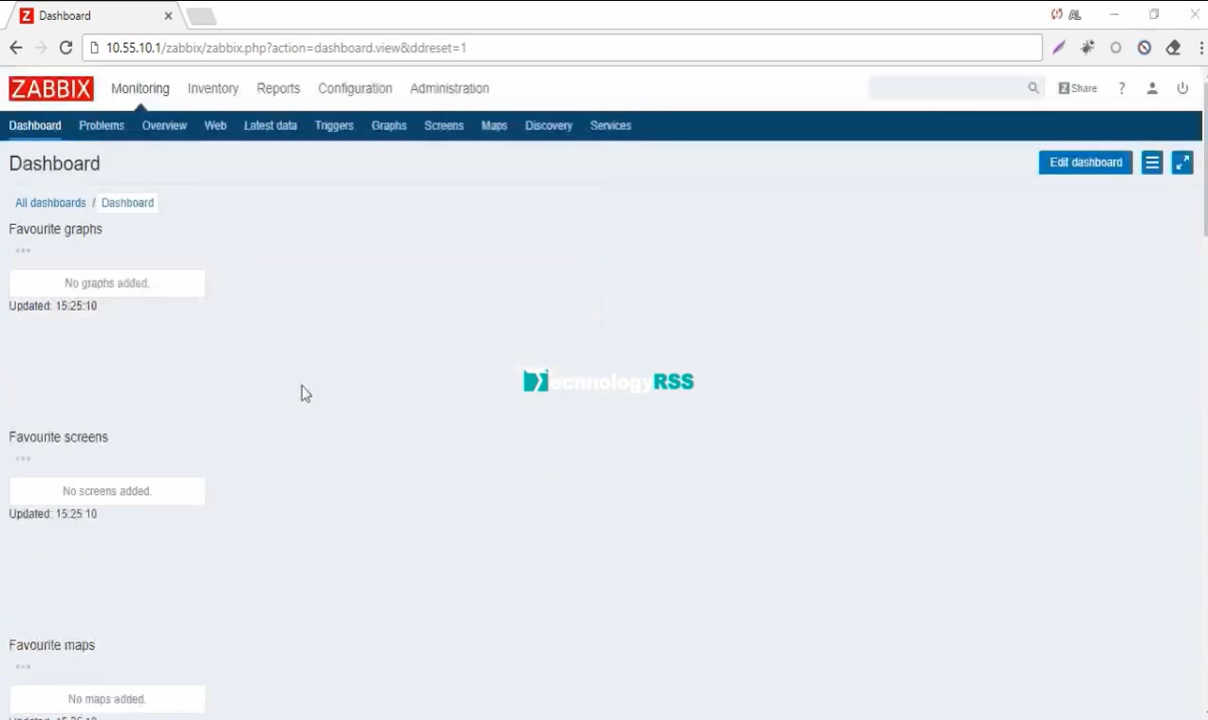 Dashboard
AL
10.55.10.1/zabbix/zabbix.php?action=dashboard.view&ddreset=1
ZABBIX Monitoring Inventory Reports Configuration Administration Z Share ?
Dashboard Problems Overview Web Latest data Triggers Graphs Screens Maps Discovery Services
Dashboard Edit dashboard
All dashboards / Dashboard
Favourite graphs
No graphs added.
Updated: 15:25:10
TechnologyRSS
Favourite screens
No screens added.
Updated: 15:25:10
Favourite maps
No maps added.